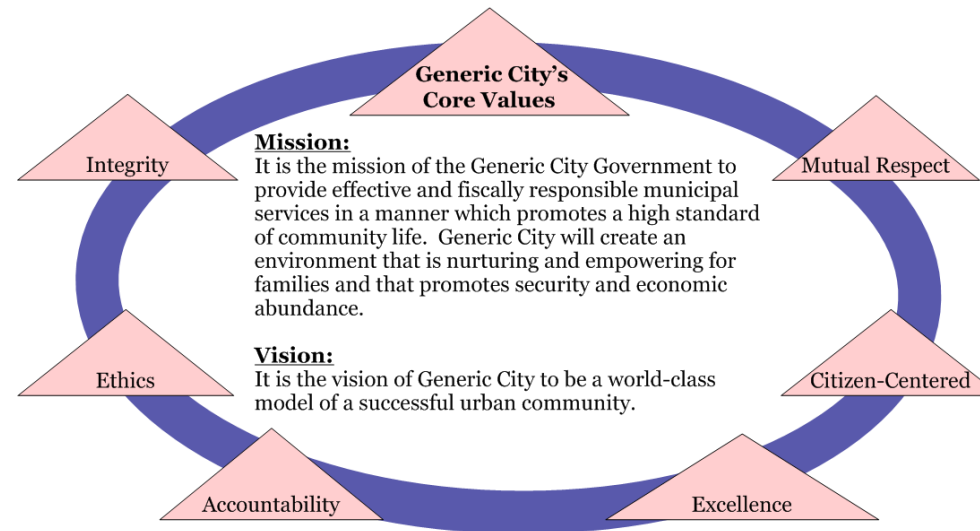 Generic City’s
Core Values
Integrity
Mutual Respect
Mission:
It is the mission of the Generic City Government to
provide effective and fiscally responsible municipal
services in a manner which promotes a high standard
of community life.  Generic City will create an
environment that is nurturing and empowering for
families and that promotes security and economic
abundance.
Vision:
It is the vision of Generic City to be a world-class
model of a successful urban community.
Ethics
Citizen-Centered
Accountability
Excellence